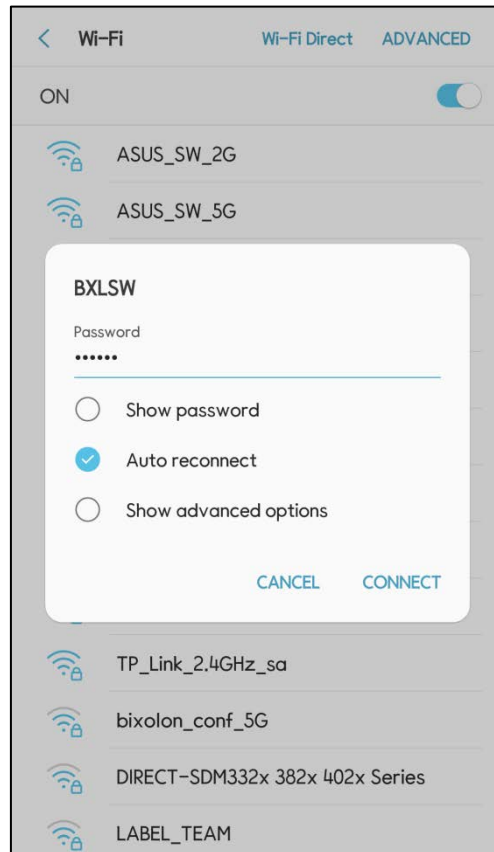 Wi-Fi Wi-Fi Direct ADVANCED
ON
ASUS_SW_2G
ASUS_SW_5G
BXLSW
Password
••••••
Show password
Auto reconnect
Show advanced options
CANCEL CONNECT
TP_Link_2.4GHz_sa
bixolon_conf_5G
DIRECT-SDM332x 382x 402x Series
LABEL_TEAM